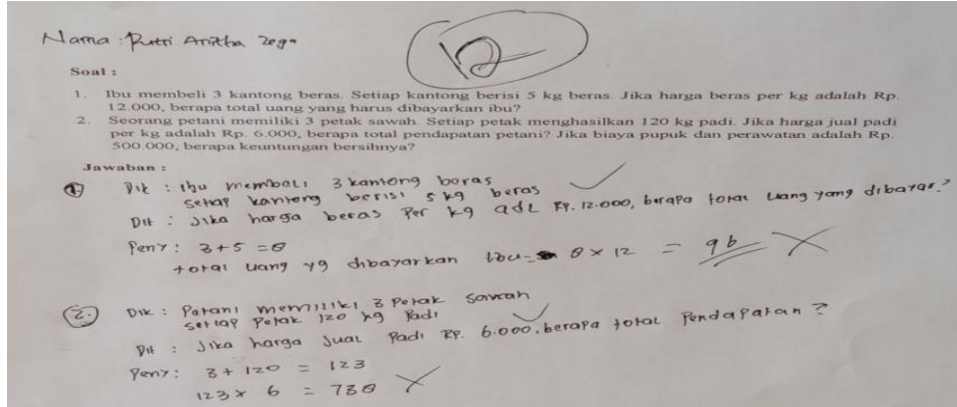 Nama : Putri Anitha Zega
12
Soal :
1. Ibu membeli 3 kantong beras. Setiap kantong berisi 5 kg beras. Jika harga beras per kg adalah Rp.
12.000, berapa total uang yang harus dibayarkan ibu?
2. Seorang petani memiliki 3 petak sawah. Setiap petak menghasilkan 120 kg padi. Jika harga jual padi
per kg adalah Rp. 6.000, berapa total pendapatan petani? Jika biaya pupuk dan perawatan adalah Rp.
500.000, berapa keuntungan bersihnya?
Jawaban :
1. Dik : Ibu membeli 3 kantong beras
setiap kantong berisi 5 kg beras
Dit : Jika harga beras Per kg adL Rp. 12.000, berapa total uang yang dibayar?
Peny : 3 + 5 = 8
total uang yg dibayarkan Ibu = 8 × 12 = 96
2. Dik : Patani memiliki 3 Petak sawah
setiap Petak 120 kg Padi
Dit : Jika harga Jual Padi RP. 6.000. berapa total Pendapatan ?
Peny : 3 + 120 = 123
123 × 6 = 738